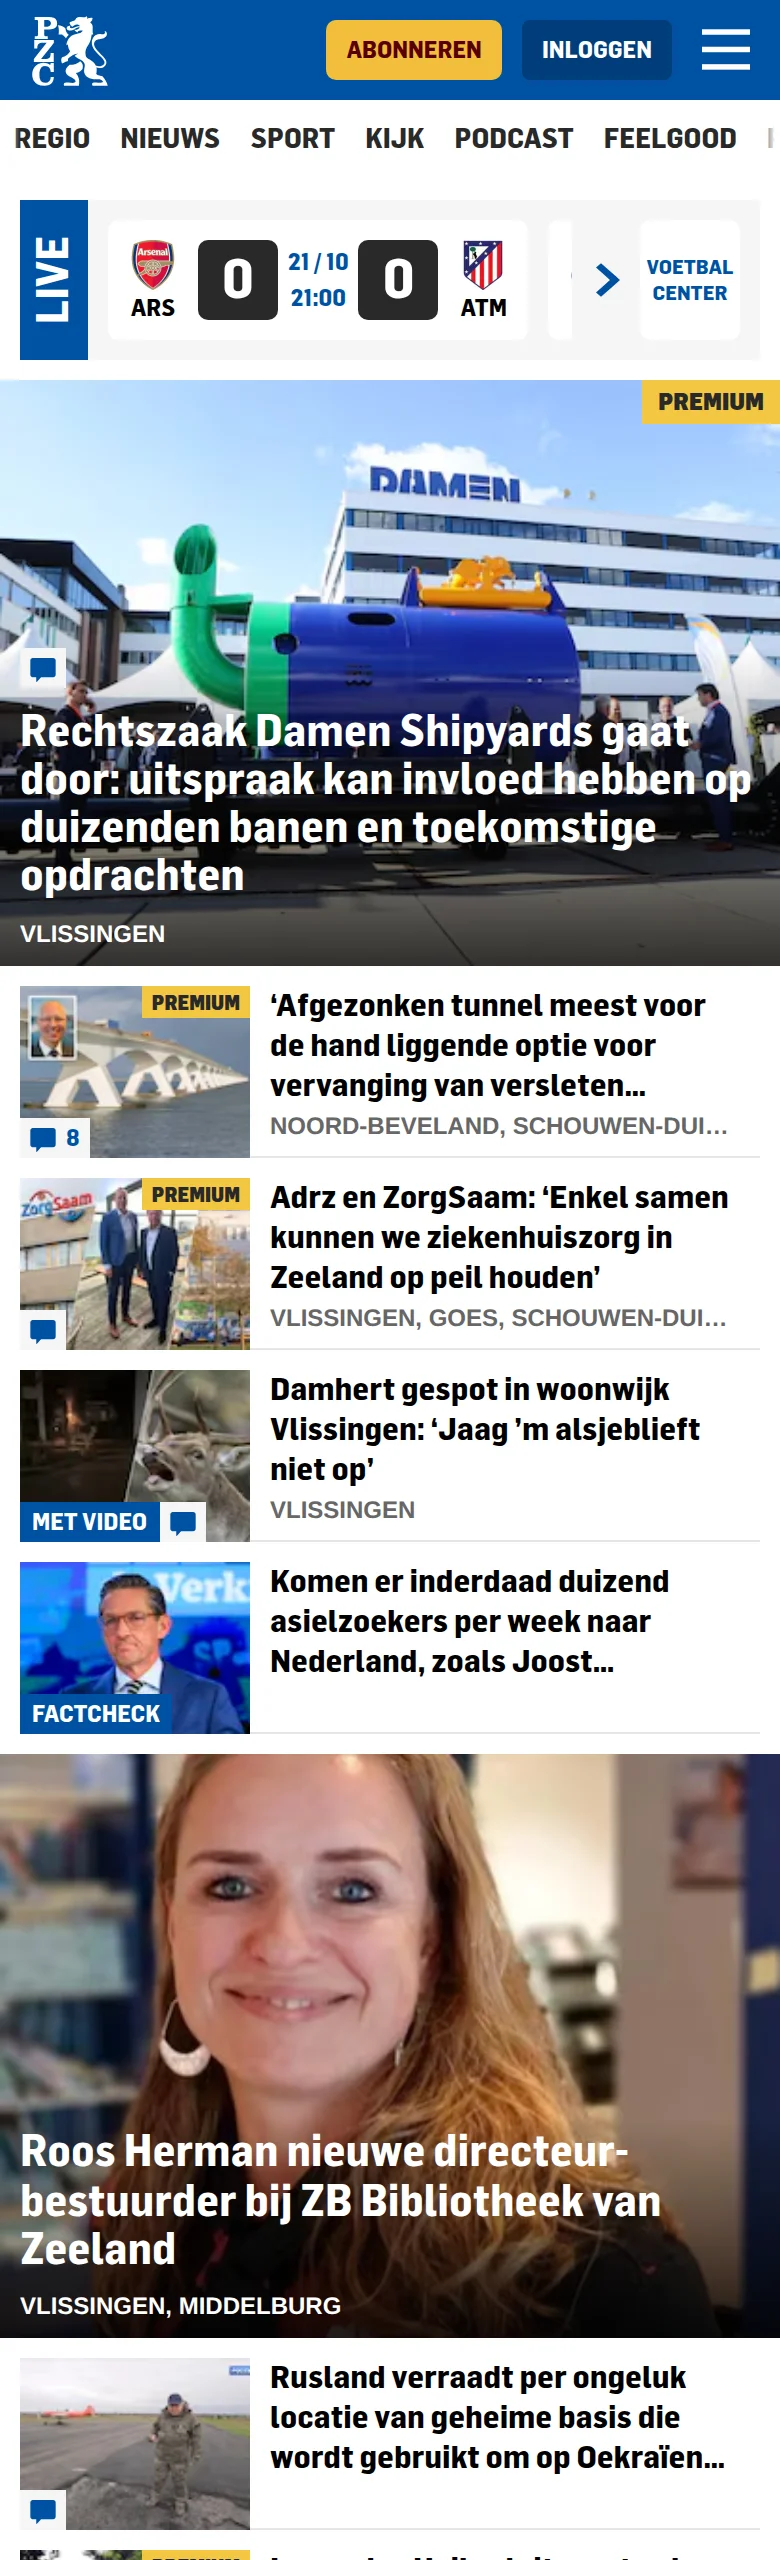 PZC
ABONNEREN
INLOGGEN
REGIO NIEUWS SPORT KIJK PODCAST FEELGOOD
LIVE
Arsenal
ARS
0
21 / 10
21:00
0
ATM
VOETBAL
CENTER
PREMIUM
DAMEN
Rechtszaak Damen Shipyards gaat
door: uitspraak kan invloed hebben op
duizenden banen en toekomstige
opdrachten
VLISSINGEN
PREMIUM
8
‘Afgezonken tunnel meest voor
de hand liggende optie voor
vervanging van versleten...
NOORD-BEVELAND, SCHOUWEN-DUI...
ZorgSaam
PREMIUM
Adrz en ZorgSaam: ‘Enkel samen
kunnen we ziekenhuiszorg in
Zeeland op peil houden’
VLISSINGEN, GOES, SCHOUWEN-DUI...
MET VIDEO
Damhert gespot in woonwijk
Vlissingen: ‘Jaag ’m alsjeblieft
niet op’
VLISSINGEN
Verk
FACTCHECK
Komen er inderdaad duizend
asielzoekers per week naar
Nederland, zoals Joost...
Roos Herman nieuwe directeur-
bestuurder bij ZB Bibliotheek van
Zeeland
VLISSINGEN, MIDDELBURG
Rusland verraadt per ongeluk
locatie van geheime basis die
wordt gebruikt om op Oekraïen...